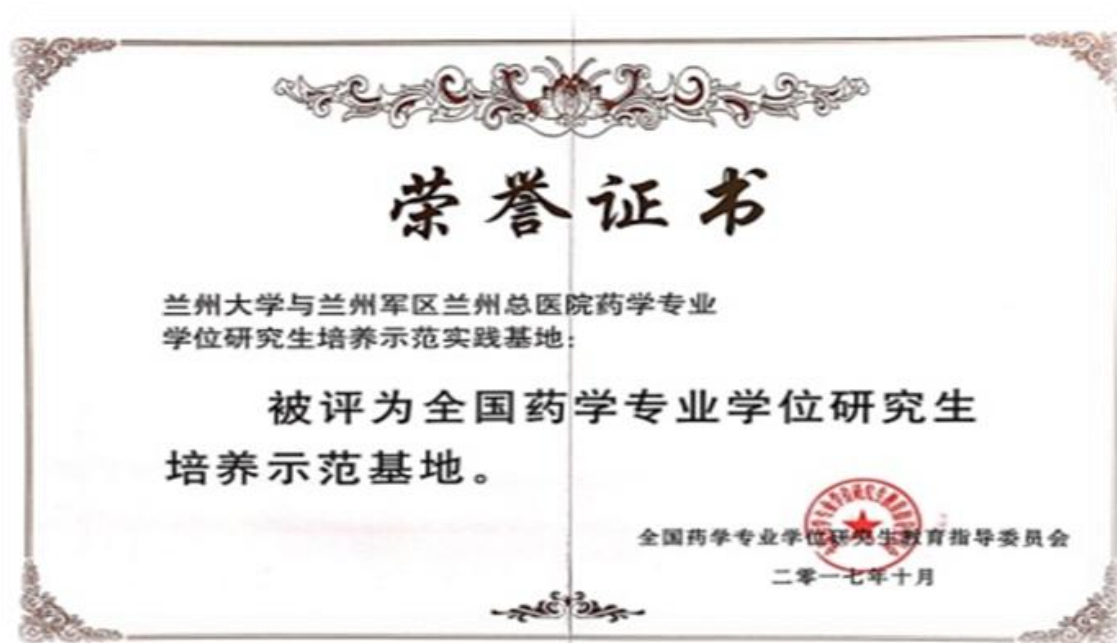 荣誉证书
兰州大学与兰州军区兰州总医院药学专业
学位研究生培养示范实践基地：
被评为全国药学专业学位研究生
培养示范基地。
全国药学专业学位研究生教育指导委员会
二零一七年十月